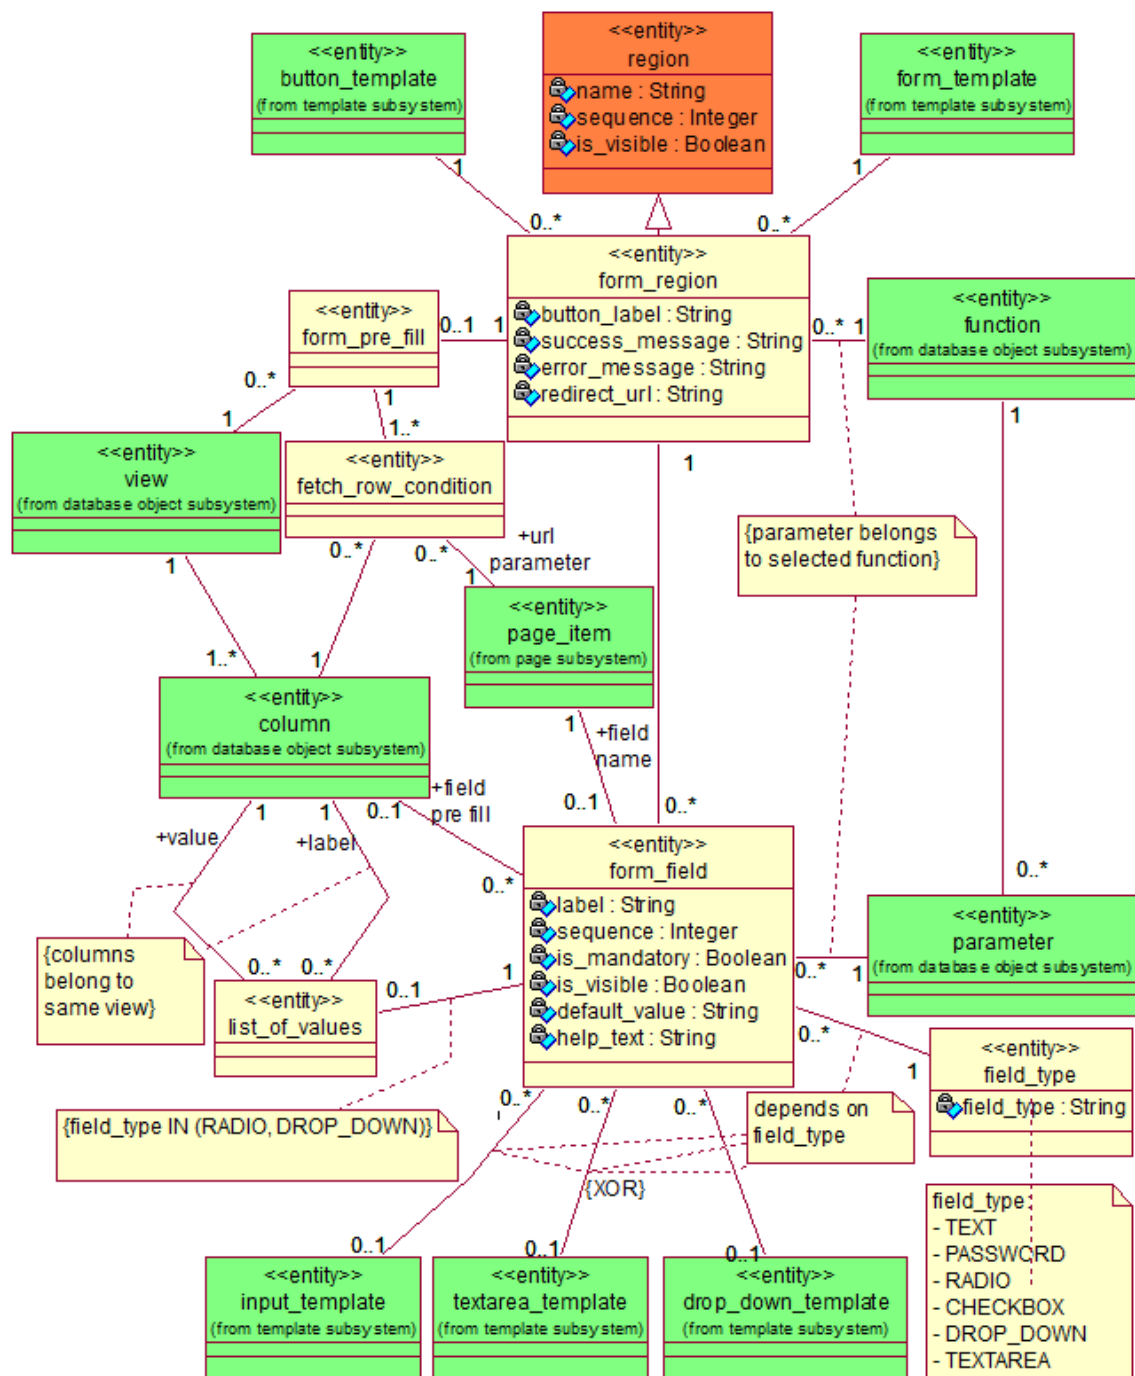 <<entity>>
region
name : String
sequence : Integer
is_visible : Boolean
<<entity>>
button_template
(from template subsystem)
<<entity>>
form_template
(from template subsystem)
1
0..*
1
0..*
<<entity>>
form_region
button_label : String
success_message : String
error_message : String
redirect_url : String
<<entity>>
form_pre_fill
0..1
1
0..*
1
<<entity>>
function
(from database object subsystem)
0..*
1
1
1..*
1
1
<<entity>>
view
(from database object subsystem)
<<entity>>
fetch_row_condition
{parameter belongs
to selected function}
+url
parameter
0..*
0..*
1
1
<<entity>>
page_item
(from page subsystem)
1..*
1
<<entity>>
column
(from database object subsystem)
1
+field
name
0..1
0..*
+field
pre fill
0..1
0..*
1
1
+value
+label
<<entity>>
form_field
label : String
sequence : Integer
is_mandatory : Boolean
is_visible : Boolean
default_value : String
help_text : String
0..*
<<entity>>
parameter
(from database object subsystem)
0..*
1
{columns
belong to
same view}
0..*
0..*
0..1
1
<<entity>>
list_of_values
0..*
1
<<entity>>
field_type
field_type : String
{field_type IN (RADIO, DROP_DOWN)}
0..*
0..*
0..*
depends on
field_type
{XOR}
field_type:
- TEXT
- PASSWORD
- RADIO
- CHECKBOX
- DROP_DOWN
- TEXTAREA
0..1
0..1
0..1
<<entity>>
input_template
(from template subsystem)
<<entity>>
textarea_template
(from template subsystem)
<<entity>>
drop_down_template
(from template subsystem)